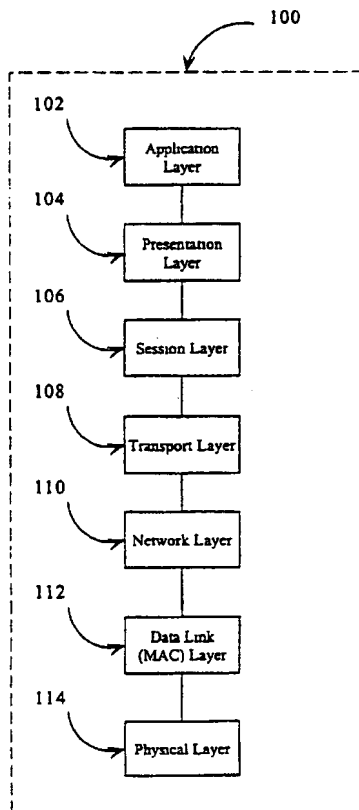 100
102
Application
Layer
104
Presentation
Layer
106
Session Layer
108
Transport Layer
110
Network Layer
112
Data Link
(MAC) Layer
114
Physical Layer